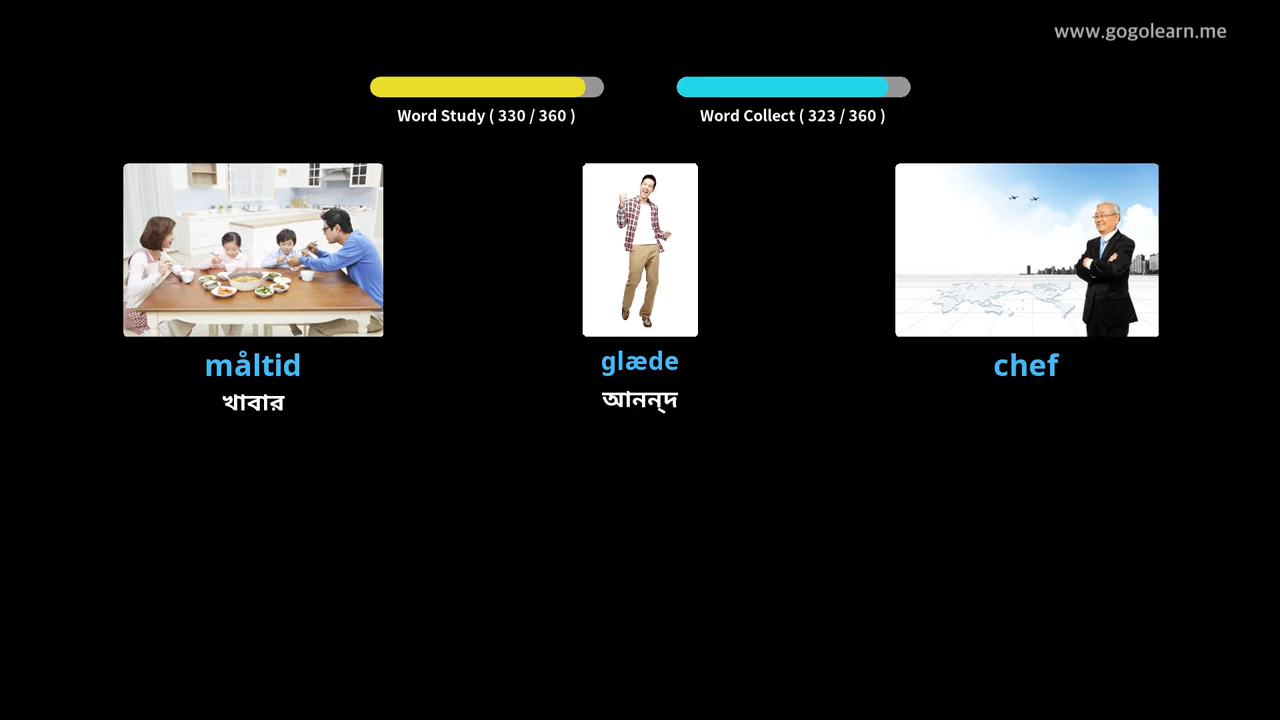 www.gogolearn.me
Word Study ( 330 / 360 )
Word Collect ( 323 / 360 )
måltid
খাবার
glæde
আনন্দ
chef